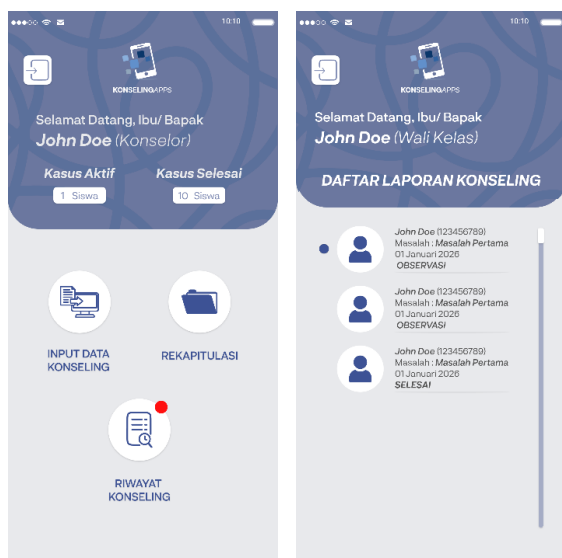 10:10
KONSELINGAPPS
Selamat Datang, Ibu/ Bapak
John Doe (Konselor)
Kasus Aktif
Kasus Selesai
1 Siswa
10 Siswa
INPUT DATA
KONSELING
REKAPITULASI
RIWAYAT
KONSELING
10:10
KONSELINGAPPS
Selamat Datang, Ibu/ Bapak
John Doe (Wali Kelas)
DAFTAR LAPORAN KONSELING
John Doe (123456789)
Masalah : Masalah Pertama
01 Januari 2026
OBSERVASI
John Doe (123456789)
Masalah : Masalah Pertama
01 Januari 2026
OBSERVASI
John Doe (123456789)
Masalah : Masalah Pertama
01 Januari 2026
SELESAI